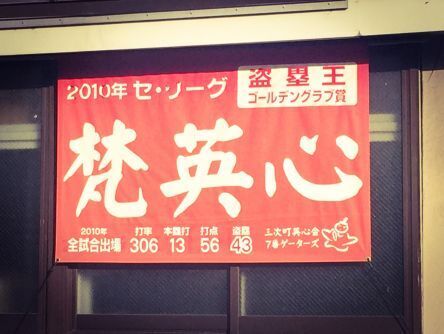 2010年 セ・リーグ
盗塁王
ゴールデングラブ賞
梵英心
2010年
全試合出場
打率
306
本塁打
13
打点
56
盗塁
43
三次町英心会
7番ゲーターズ